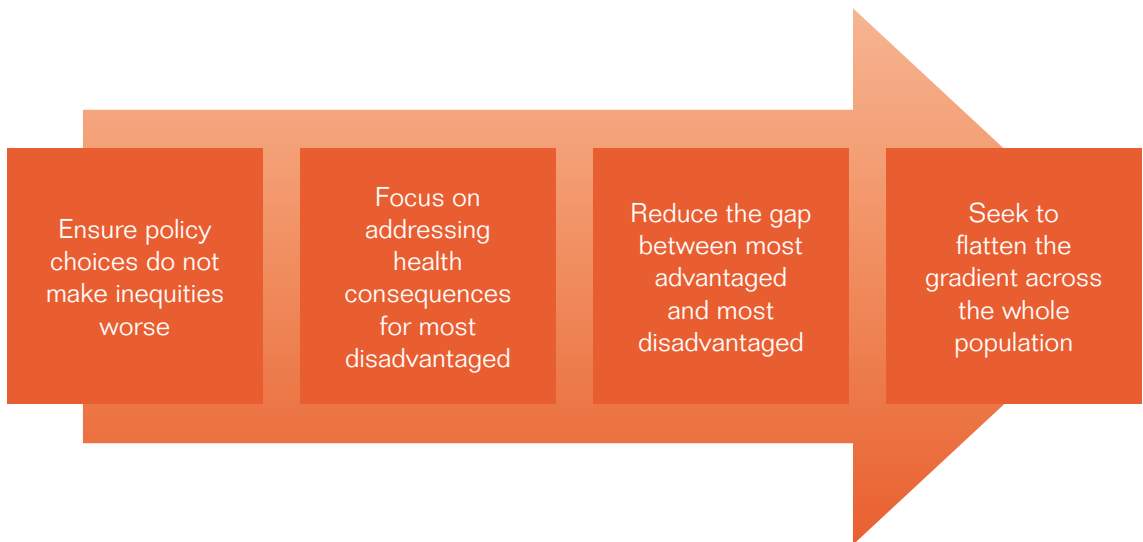 Ensure policy
choices do not
make inequities
worse
Focus on
addressing
health
consequences
for most
disadvantaged
Reduce the gap
between most
advantaged
and most
disadvantaged
Seek to
flatten the
gradient across
the whole
population